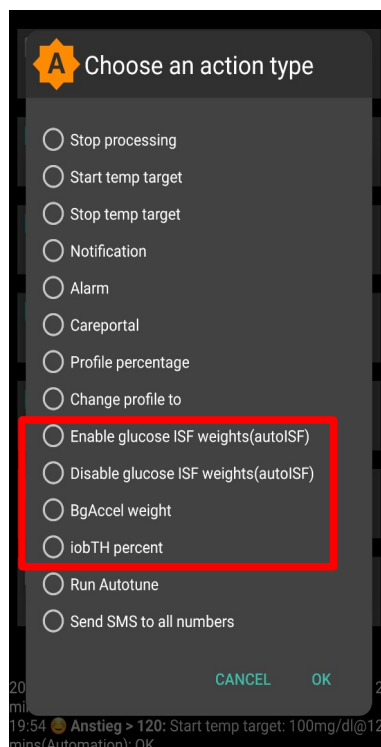 A Choose an action type
Stop processing
Start temp target
Stop temp target
Notification
Alarm
Careportal
Profile percentage
Change profile to
Enable glucose ISF weights(autoISF)
Disable glucose ISF weights(autoISF)
BgAccel weight
iobTH percent
Run Autotune
Send SMS to all numbers
CANCEL OK
20
19:54 😄 Anstieg > 120: Start temp target: 100mg/dl@12
mins(Automation): OK